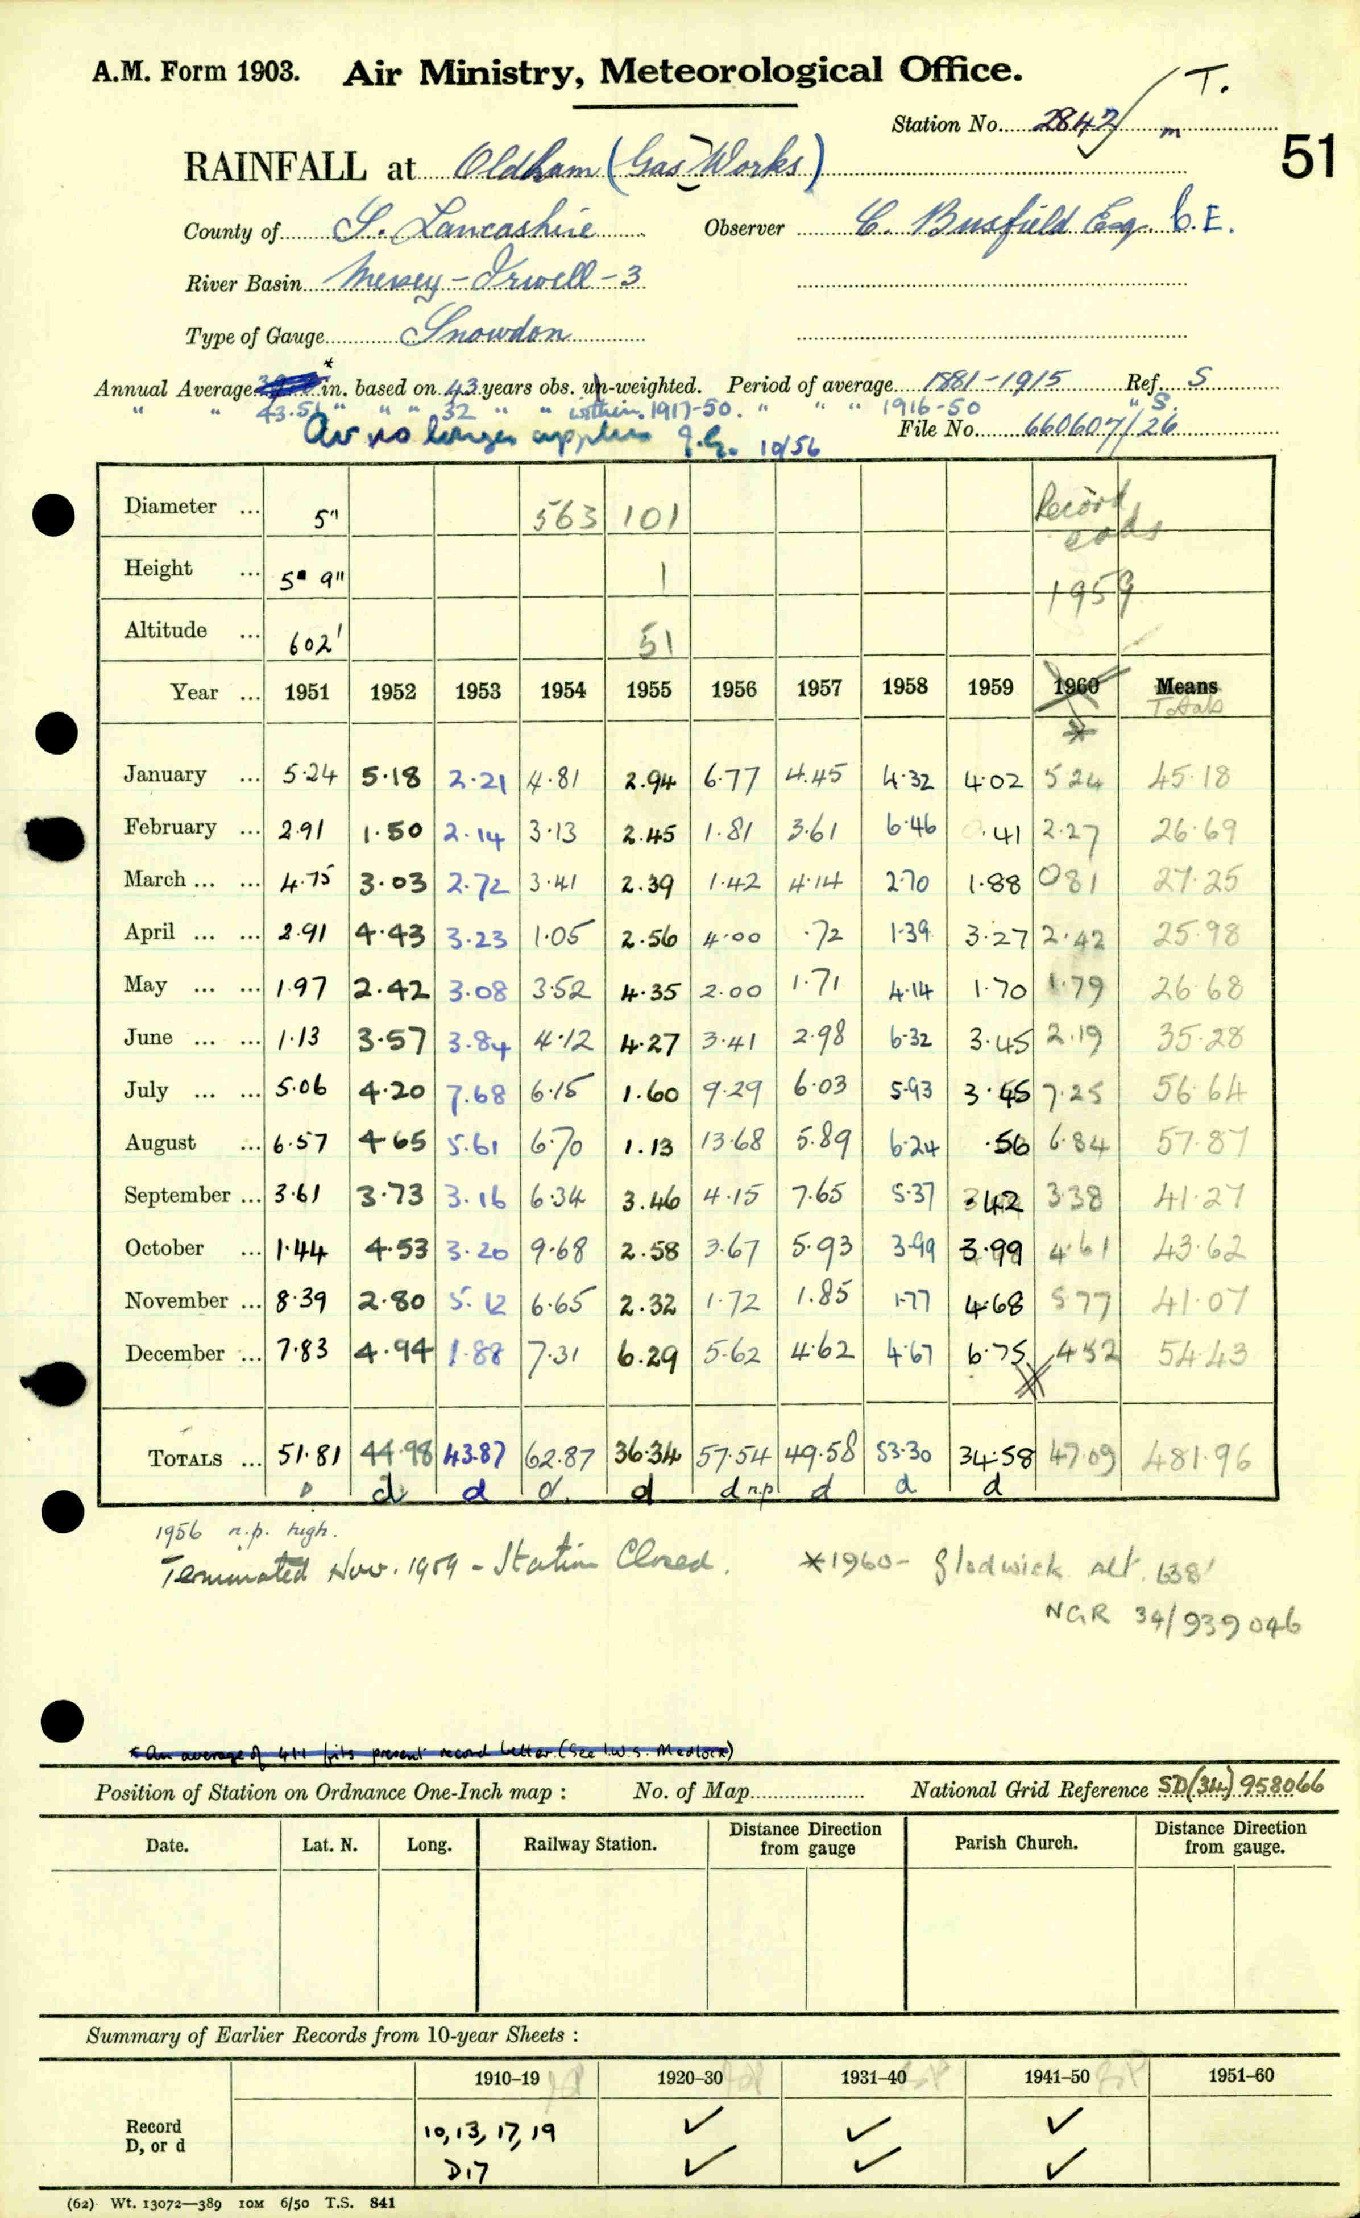 A.M. Form 1903. Air Ministry, Meteorological Office.
T.
Station No. 2842/ m
51
RAINFALL at Oldham (Gas Works)
County of S. Lancashire Observer C. Busfield Esq. C.E.
River Basin Mersey-Irwell-3
Type of Gauge Snowdon
Annual Average in.* based on 43 years obs. un-weighted. Period of average 1881-1915 Ref. S
" " 43.51 " " " 32 " " within 1917-50. " " " 1916-50 " S.
Av no longer applies J.G. 10/56 File No. 660607/26
Diameter ... 5" 563 101 Record ends
Height ... 5' 9" 1 1959
Altitude ... 602' 51
Year ... 1951 1952 1953 1954 1955 1956 1957 1958 1959 1960 Means
Totals
*
January ... 5.24 5.18 2.21 4.81 2.94 6.77 4.45 4.32 4.02 5.24 45.18
February ... 2.91 1.50 2.14 3.13 2.45 1.81 3.61 6.46 .41 2.27 26.69
March ... ... 4.75 3.03 2.72 3.41 2.39 1.42 4.14 2.70 1.88 081 27.25
April ... ... 2.91 4.43 3.23 1.05 2.56 4.00 .72 1.39 3.27 2.42 25.98
May ... ... 1.97 2.42 3.08 3.52 4.35 2.00 1.71 4.14 1.70 1.79 26.68
June ... ... 1.13 3.57 3.84 4.12 4.27 3.41 2.98 6.32 3.45 2.19 35.28
July ... ... 5.06 4.20 7.68 6.15 1.60 9.29 6.03 5.93 3.45 7.25 56.64
August ... 6.57 4.65 5.61 6.70 1.13 13.68 5.89 6.24 .56 6.84 57.87
September ... 3.61 3.73 3.16 6.34 3.46 4.15 7.65 5.37 .42 3.38 41.27
October ... 1.44 4.53 3.20 9.68 2.58 3.67 5.93 3.99 3.99 4.61 43.62
November ... 8.39 2.80 5.12 6.65 2.32 1.72 1.85 1.77 4.68 5.77 41.07
December ... 7.83 4.94 1.88 7.31 6.29 5.62 4.62 4.67 6.75 4.52 54.43
TOTALS ... 51.81 44.98 43.87 62.87 36.34 57.54 49.58 53.30 34.58 47.09 481.96
D d d d. d d n.p d d d
1956 n.p. high.
Terminated Nov. 1959 - Station Closed. *1960- Glodwick Alt. 638'
NGR 34/939046
* An average of 41.1 fits present record better (See I.W.S. Medlock)
Position of Station on Ordnance One-Inch map : No. of Map National Grid Reference SD(34) 958066
Date. Lat. N. Long. Railway Station. Distance Direction from gauge Parish Church. Distance Direction from gauge.
Summary of Earlier Records from 10-year Sheets :
1910-19 1920-30 1931-40 1941-50 1951-60
Record 10, 13, 17, 19 ✓ ✓ ✓
D, or d D17 ✓ ✓ ✓
(62) Wt. 13072—389 10M 6/50 T.S. 841